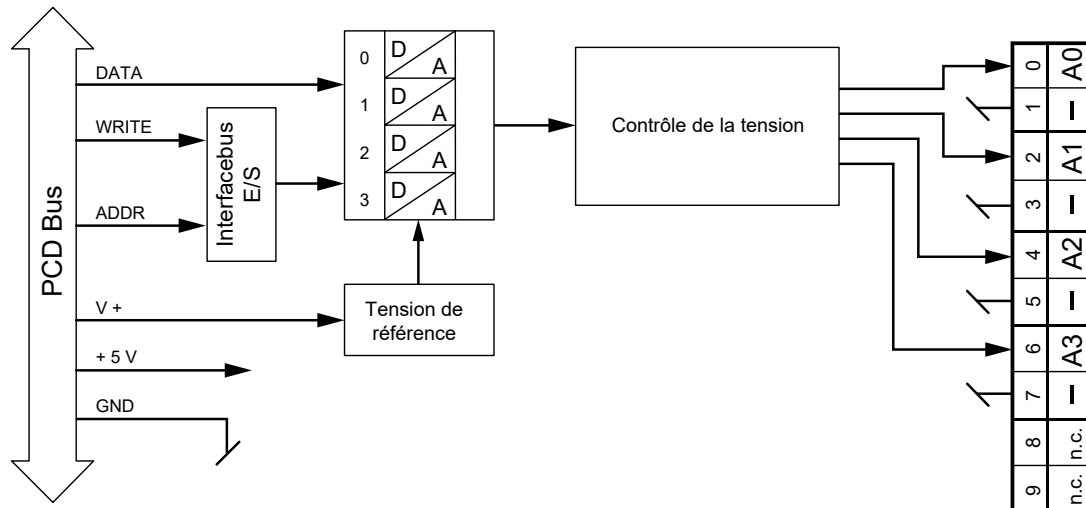 PCD Bus
DATA
WRITE
ADDR
V +
+ 5 V
GND
Interfacebus
E/S
0
1
2
3
D
A
D
A
D
A
D
A
Tension de
référence
Contrôle de la tension
0 A0
1 –
2 A1
3 –
4 A2
5 –
6 A3
7 –
8 n.c.
9 n.c.